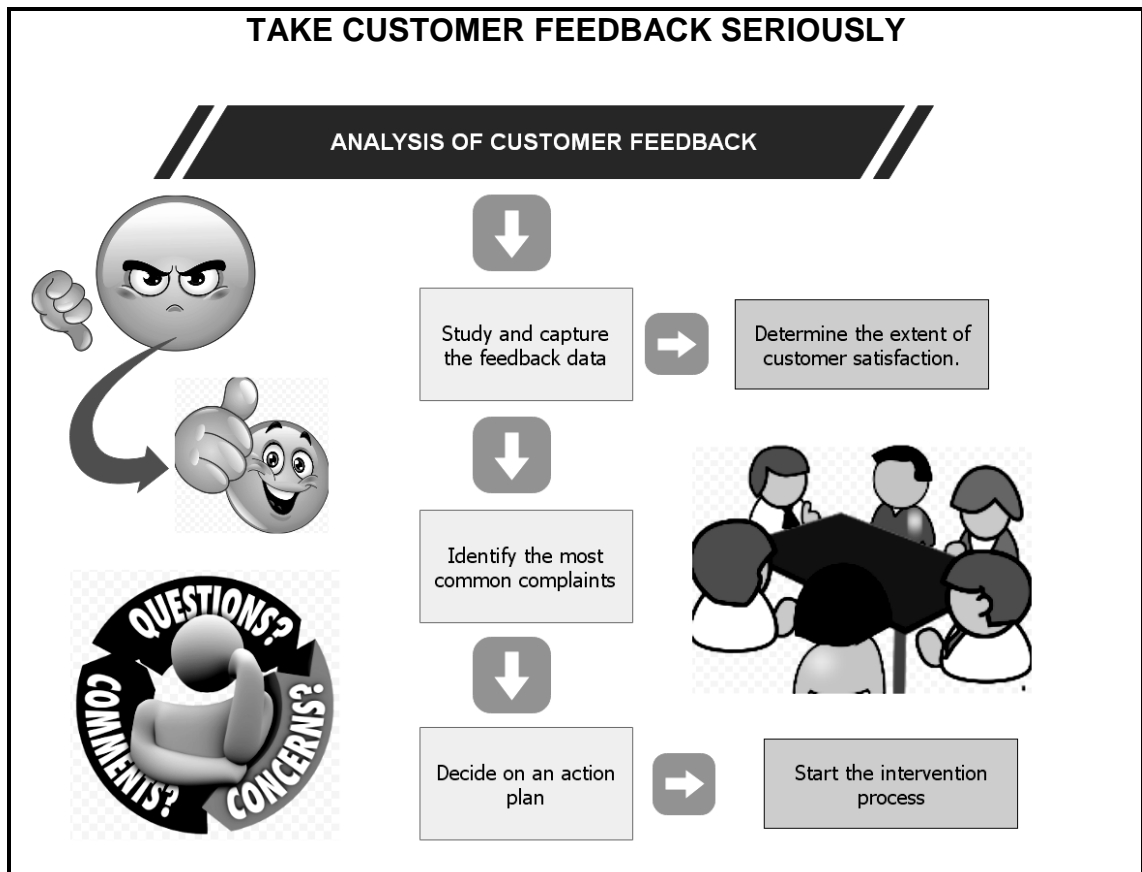 TAKE CUSTOMER FEEDBACK SERIOUSLY
ANALYSIS OF CUSTOMER FEEDBACK
Study and capture
the feedback data
Determine the extent of
customer satisfaction.
Identify the most
common complaints
QUESTIONS?
COMMENTS?
CONCERNS?
Decide on an action
plan
Start the intervention
process